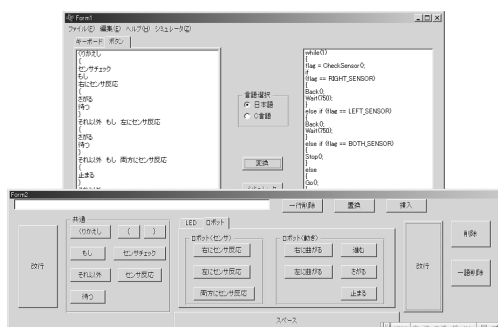 Form1
ファイル(F) 編集(E) ヘルプ(H) シミュレータ(Z)
キーボード ボタン
くりかえし
{
センサチェック
もし
右にセンサ反応
{
さがる
待つ
}
それ以外 もし 左にセンサ反応
{
さがる
待つ
}
それ以外 もし 両方にセンサ反応
{
止まる
}
言語選択
日本語
C言語
変換
while(1)
{
flag = CheckSensor();
if
(flag == RIGHT_SENSOR)
{
Back();
Wait(750);
}
else if (flag == LEFT_SENSOR)
{
Back();
Wait(750);
}
else if (flag == BOTH_SENSOR)
{
Stop();
}
else
{
Go();
Form2
一行削除 置換 挿入
改行
共通
くりかえし { }
もし センサチェック
それ以外 センサ反応
待つ
LED ロボット
ロボット(センサ)
右にセンサ反応
左にセンサ反応
両方にセンサ反応
ロボット(動き)
右に曲がる 進む
左に曲がる さがる
止まる
改行
削除
一語削除
スペース